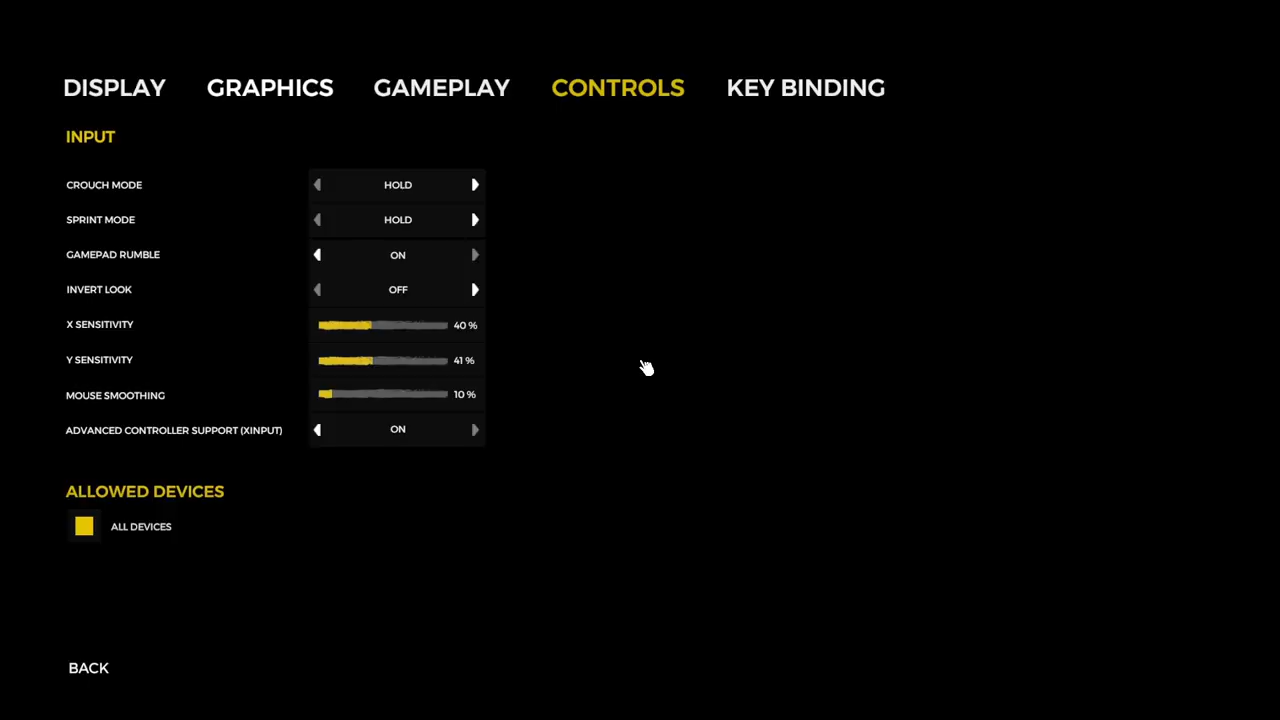 DISPLAY GRAPHICS GAMEPLAY CONTROLS KEY BINDING
INPUT
CROUCH MODE HOLD
SPRINT MODE HOLD
GAMEPAD RUMBLE ON
INVERT LOOK OFF
X SENSITIVITY 40 %
Y SENSITIVITY 41 %
MOUSE SMOOTHING 10 %
ADVANCED CONTROLLER SUPPORT (XINPUT) ON
ALLOWED DEVICES
ALL DEVICES
BACK